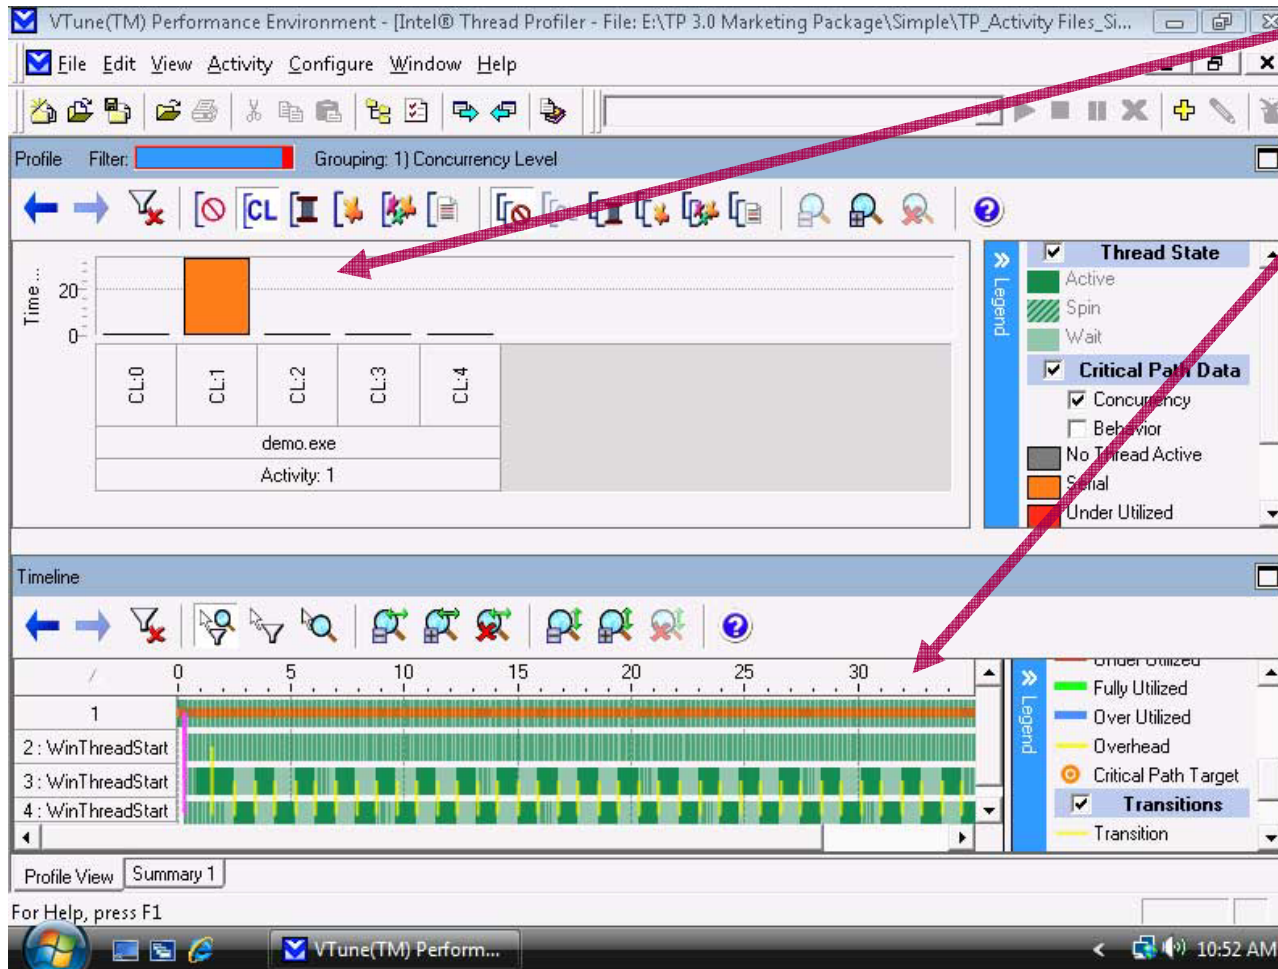 VTune(TM) Performance Environment - [Intel® Thread Profiler - File: E:\TP 3.0 Marketing Package\Simple\TP_Activity Files_Si...
File Edit View Activity Configure Window Help
Profile Filter: Grouping: 1) Concurrency Level
CL
Time ...
20
0
CL:0 CL:1 CL:2 CL:3 CL:4
demo.exe
Activity: 1
Legend
Thread State
Active
Spin
Wait
Critical Path Data
Concurrency
Behavior
No Thread Active
Serial
Under Utilized
Timeline
0 5 10 15 20 25 30
1
2 : WinThreadStart
3 : WinThreadStart
4 : WinThreadStart
Legend
Under Utilized
Fully Utilized
Over Utilized
Overhead
Critical Path Target
Transitions
Transition
Profile View Summary 1
For Help, press F1
VTune(TM) Perform... 10:52 AM